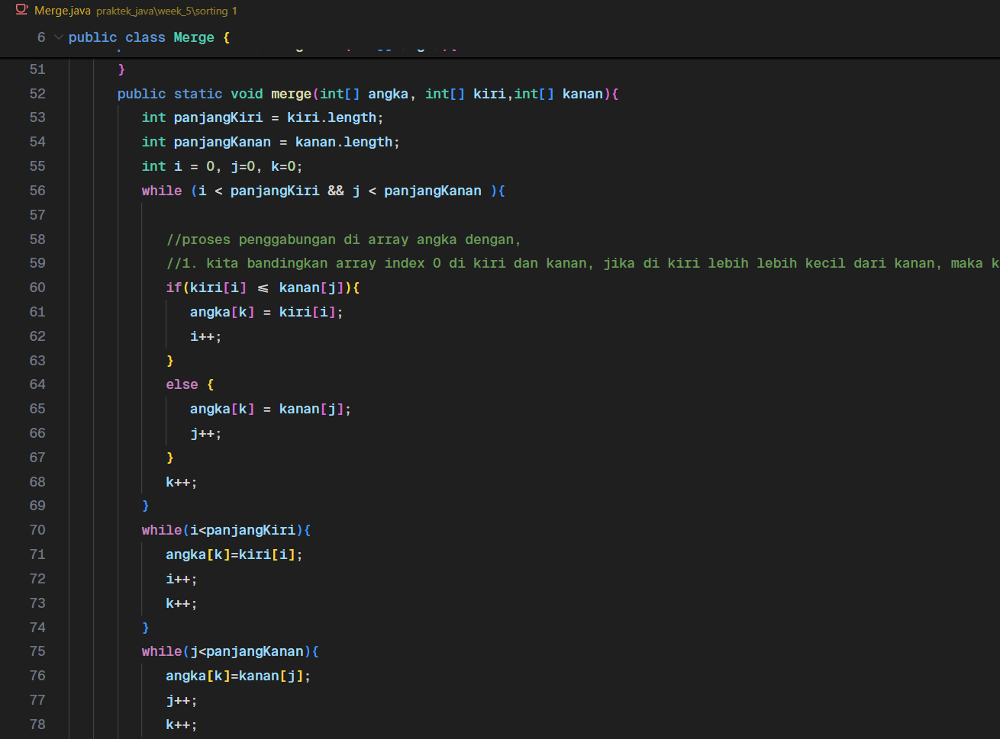 Merge.java praktek_java\week_5\sorting 1
6 public class Merge {
51 }
52 public static void merge(int[] angka, int[] kiri,int[] kanan){
53 int panjangKiri = kiri.length;
54 int panjangKanan = kanan.length;
55 int i = 0, j=0, k=0;
56 while (i < panjangKiri && j < panjangKanan ){
57
58 //proses penggabungan di array angka dengan,
59 //1. kita bandingkan array index 0 di kiri dan kanan, jika di kiri lebih lebih kecil dari kanan, maka k
60 if(kiri[i] <= kanan[j]){
61 angka[k] = kiri[i];
62 i++;
63 }
64 else {
65 angka[k] = kanan[j];
66 j++;
67 }
68 k++;
69 }
70 while(i<panjangKiri){
71 angka[k]=kiri[i];
72 i++;
73 k++;
74 }
75 while(j<panjangKanan){
76 angka[k]=kanan[j];
77 j++;
78 k++;